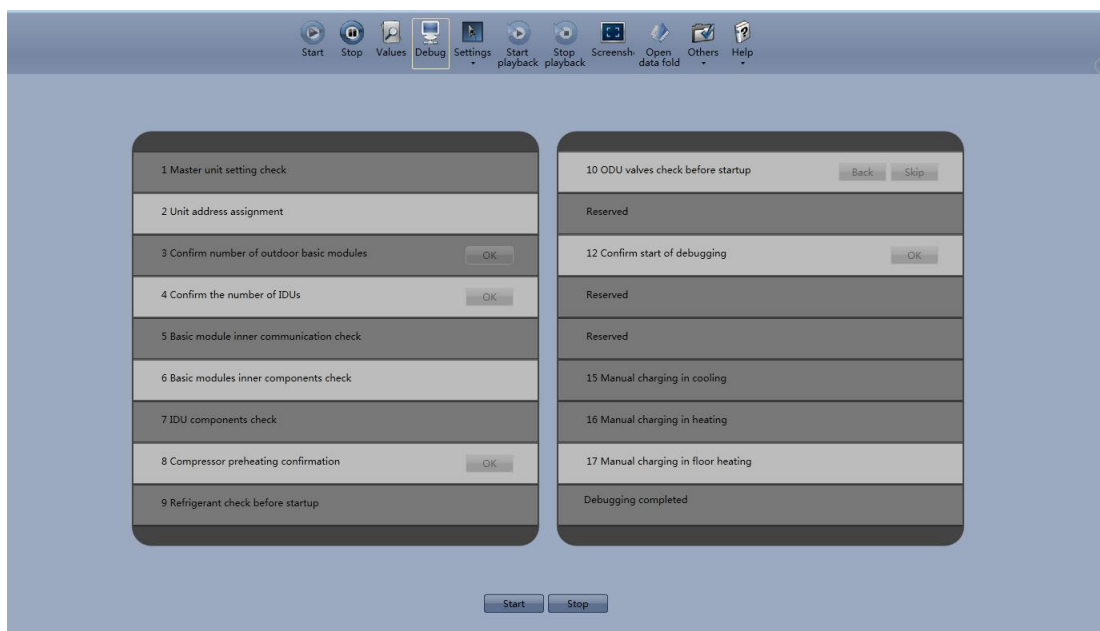 Start
Stop
Values
Debug
Settings
Start playback
Stop playback
Screensh
Open data fold
Others
Help
1 Master unit setting check
2 Unit address assignment
3 Confirm number of outdoor basic modules OK
4 Confirm the number of IDUs OK
5 Basic module inner communication check
6 Basic modules inner components check
7 IDU components check
8 Compressor preheating confirmation OK
9 Refrigerant check before startup
10 ODU valves check before startup Back Skip
Reserved
12 Confirm start of debugging OK
Reserved
Reserved
15 Manual charging in cooling
16 Manual charging in heating
17 Manual charging in floor heating
Debugging completed
Start Stop